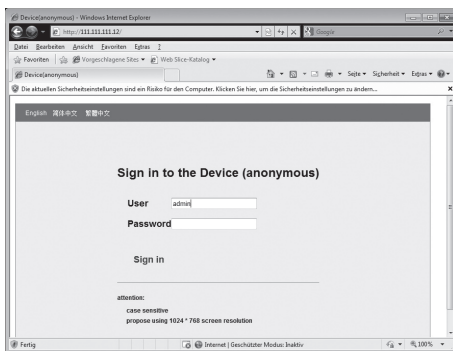 Device(anonymous) - Windows Internet Explorer
http://111.111.111.12/
Google
Datei Bearbeiten Ansicht Favoriten Extras ?
Favoriten Vorgeschlagene Sites Web Slice-Katalog
Device(anonymous)
Seite Sicherheit Extras
Die aktuellen Sicherheitseinstellungen sind ein Risiko für den Computer. Klicken Sie hier, um die Sicherheitseinstellungen zu ändern...
English 简体中文 繁體中文
Sign in to the Device (anonymous)
User admin
Password
Sign in
attention:
case sensitive
propose using 1024 * 768 screen resolution
Fertig
Internet | Geschützter Modus: Inaktiv
100%